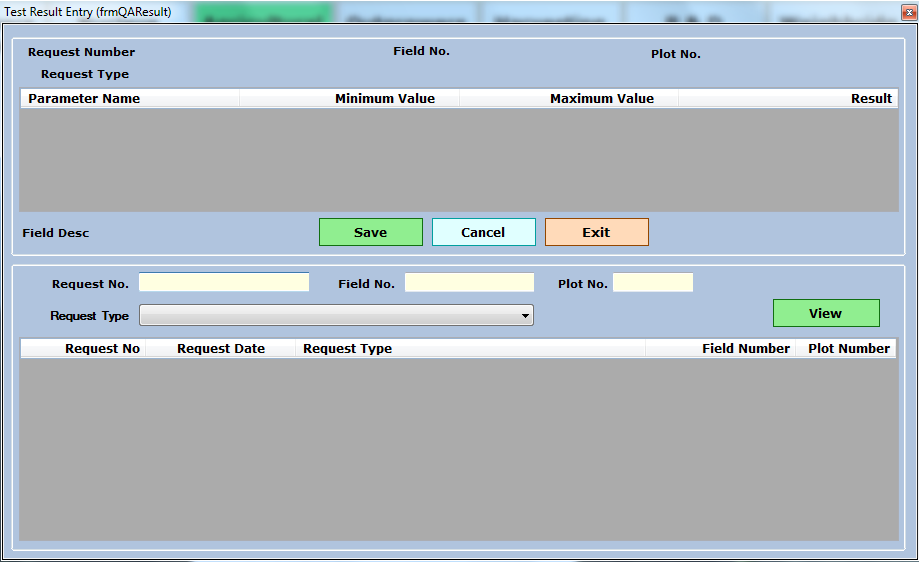 Test Result Entry (frmQAResult)
Request Number Field No. Plot No.
Request Type
Parameter Name Minimum Value Maximum Value Result
Field Desc Save Cancel Exit
Request No. Field No. Plot No.
Request Type View
Request No Request Date Request Type Field Number Plot Number